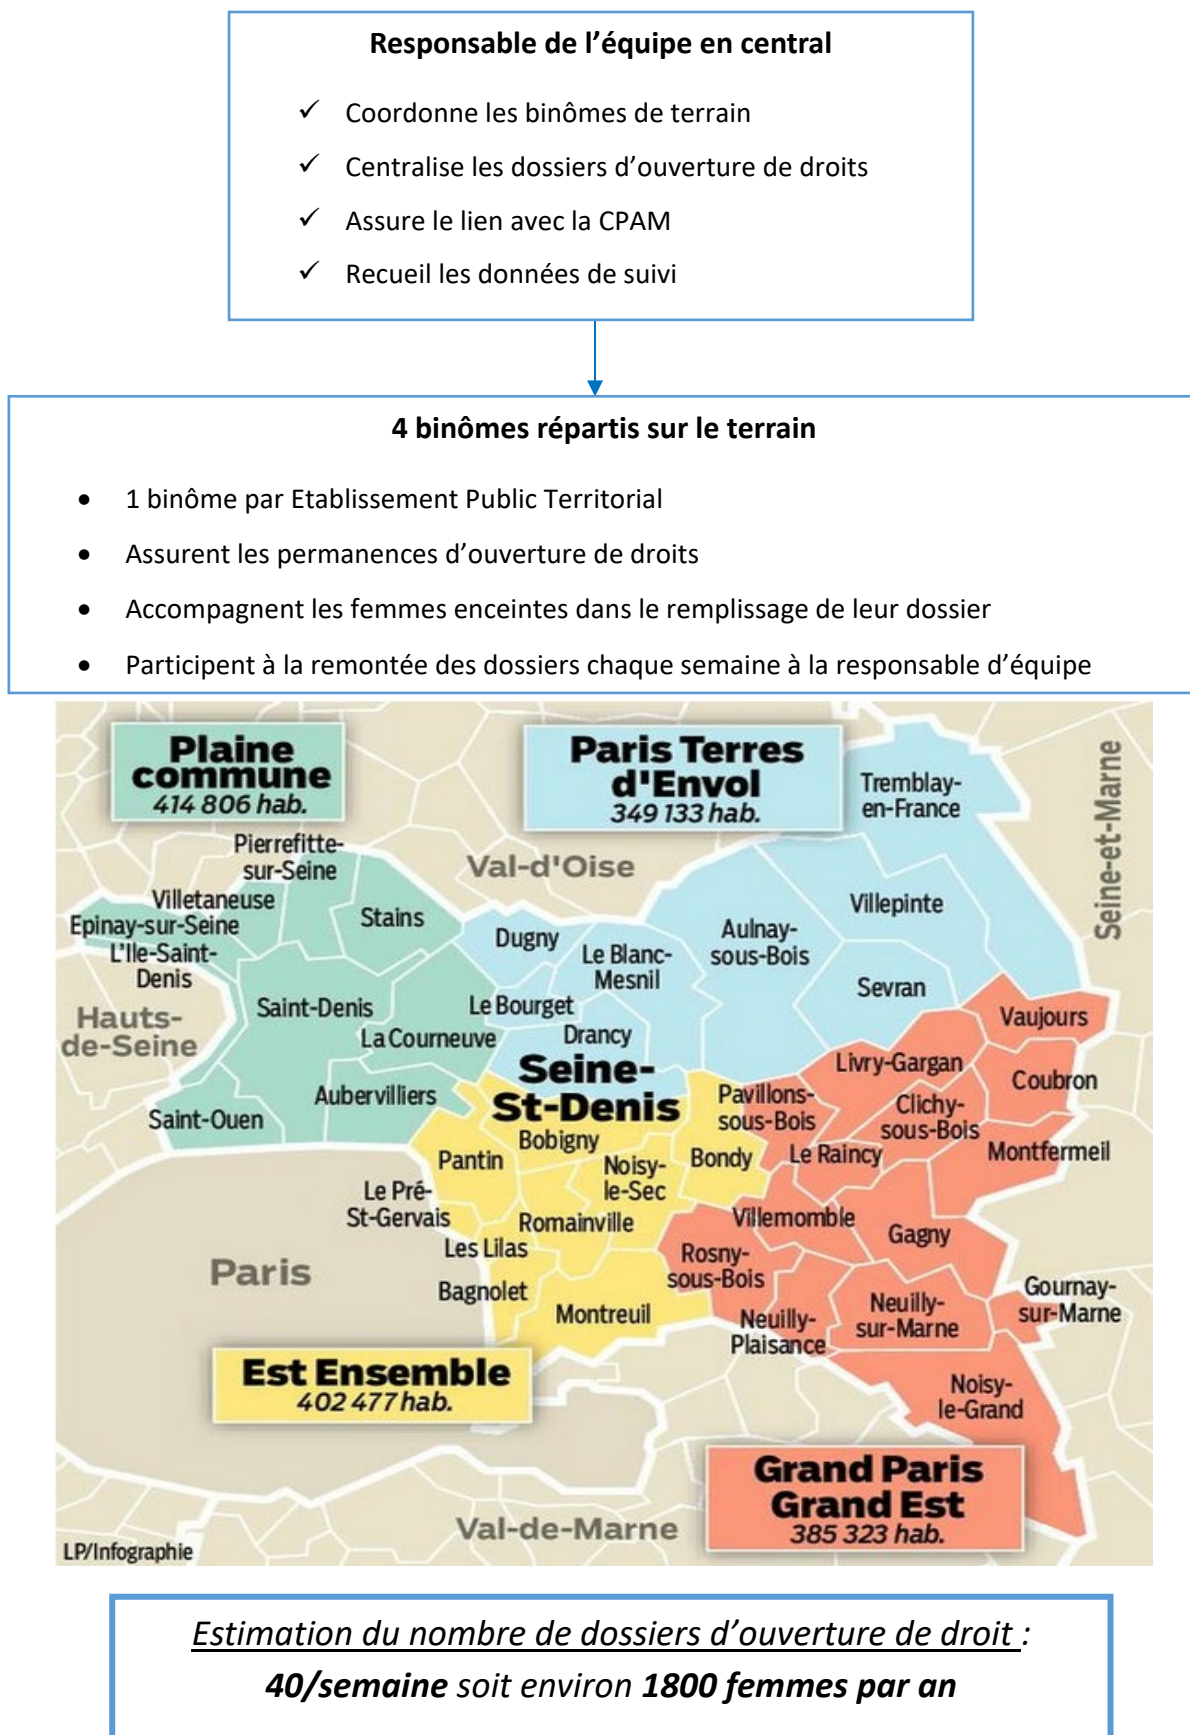 Responsable de l’équipe en central
✓ Coordonne les binômes de terrain
✓ Centralise les dossiers d’ouverture de droits
✓ Assure le lien avec la CPAM
✓ Recueil les données de suivi
4 binômes répartis sur le terrain
• 1 binôme par Etablissement Public Territorial
• Assurent les permanences d’ouverture de droits
• Accompagnent les femmes enceintes dans le remplissage de leur dossier
• Participent à la remontée des dossiers chaque semaine à la responsable d’équipe
Plaine
commune
414 806 hab.
Paris Terres
d'Envol
349 133 hab.
Tremblay-
en-France
Seine-et-Marne
Val-d'Oise
Pierrefitte-
sur-Seine
Villetaneuse
Epinay-sur-Seine
L'Ile-Saint-
Denis
Stains
Dugny
Le Blanc-
Mesnil
Aulnay-
sous-Bois
Villepinte
Sevran
Hauts-
de-Seine
Saint-Denis
La Courneuve
Le Bourget
Drancy
Vaujours
Livry-Gargan
Coubron
Seine-
St-Denis
Aubervilliers
Saint-Ouen
Pavillons-
sous-Bois
Clichy-
sous-Bois
Bobigny
Pantin
Noisy-
le-Sec
Bondy
Le Raincy
Montfermeil
Le Pré-
St-Gervais
Romainville
Villemomble
Gagny
Les Lilas
Rosny-
sous-Bois
Paris
Bagnolet
Montreuil
Neuilly-
Plaisance
Neuilly-
sur-Marne
Gournay-
sur-Marne
Est Ensemble
402 477 hab.
Noisy-
le-Grand
Grand Paris
Grand Est
385 323 hab.
Val-de-Marne
LP/Infographie
Estimation du nombre de dossiers d’ouverture de droit :
40/semaine soit environ 1800 femmes par an